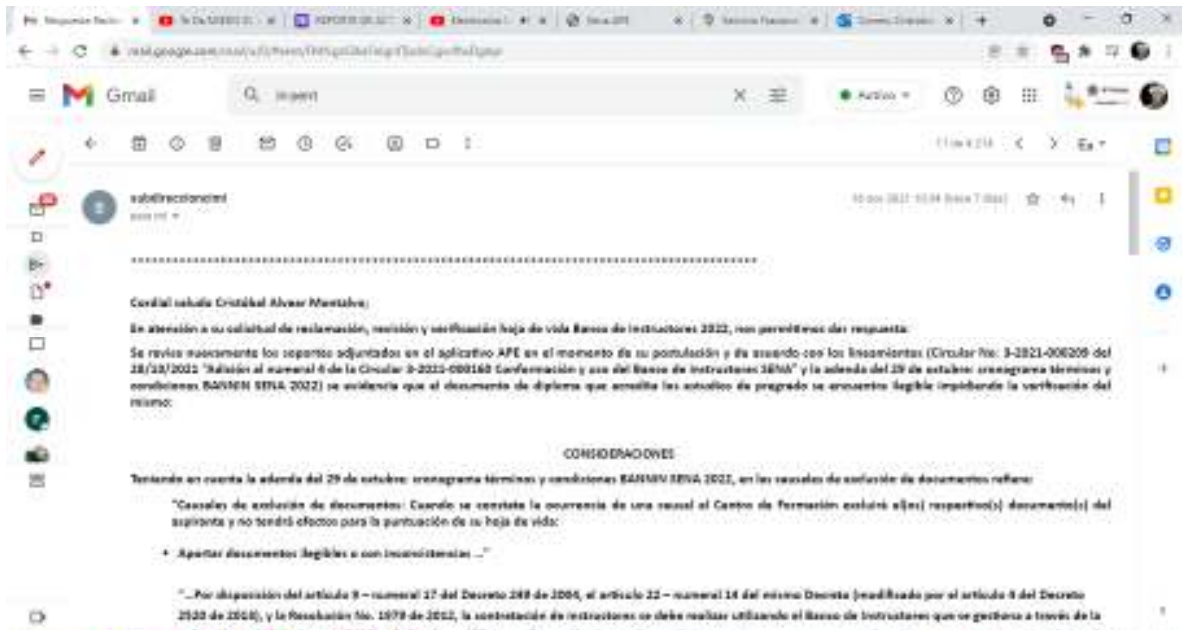 Gmail
Activo
Es
subdireccioncimi
para mí
Cordial saludo Cristóbal Alvear Montalvo;
En atención a su solicitud de reclamación, revisión y verificación hoja de vida Banco de Instructores 2022, nos permitimos dar respuesta:
Se revisa nuevamente los soportes adjuntados en el aplicativo APE en el momento de su postulación y de acuerdo con los lineamientos (Circular No: 3-2021-000209 del
28/10/2021 "Adición al numeral 4 de la Circular 3-2021-000160 Conformación y uso del Banco de Instructores SENA" y la adenda del 29 de octubre: cronograma términos y
condiciones BANNIN SENA 2022) se evidencia que el documento de diploma que acredita los estudios de pregrado se encuentra ilegible impidiendo la verificación del
mismo:
CONSIDERACIONES
Teniendo en cuenta la adenda del 29 de octubre: cronograma términos y condiciones BANNIN SENA 2022, en las causales de exclusión de documentos refiere:
"Causales de exclusión de documentos: Cuando se constate la ocurrencia de una causal el Centro de Formación excluirá el(os) respectivo(s) documento(s) del
aspirante y no tendrá efectos para la puntuación de su hoja de vida:
• Aportar documentos ilegibles o con inconsistencias ..."
"...Por disposición del artículo 9 – numeral 17 del Decreto 249 de 2004, el artículo 22 – numeral 14 del mismo Decreto (modificado por el artículo 4 del Decreto
2520 de 2013), y la Resolución No. 1979 de 2012, la contratación de instructores se debe realizar utilizando el Banco de Instructores que se gestiona a través de la